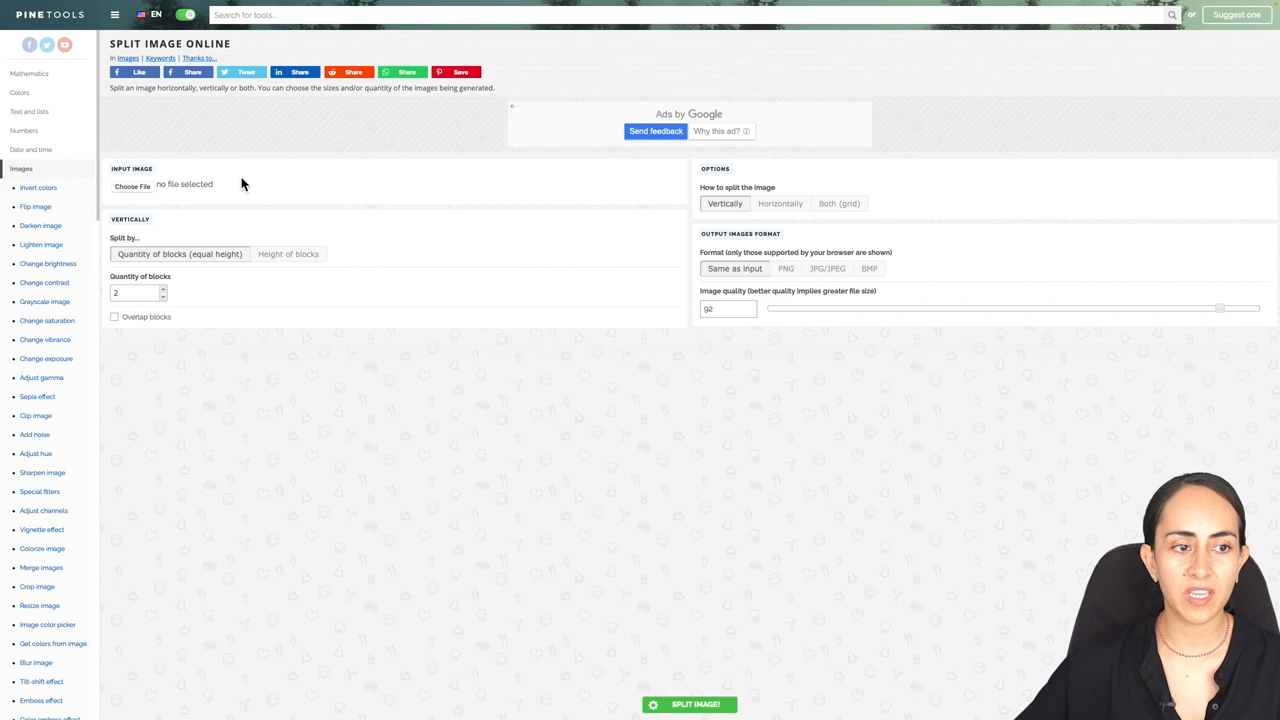 PINETOOLS
EN
Search for tools...
or
Suggest one
Mathematics
Colors
Text and lists
Numbers
Date and time
Images
Invert colors
Flip image
Darken image
Lighten image
Change brightness
Change contrast
Grayscale image
Change saturation
Change vibrance
Change exposure
Adjust gamma
Sepia effect
Clip image
Add noise
Adjust hue
Sharpen image
Special filters
Adjust channels
Vignette effect
Colorize image
Merge images
Crop image
Resize image
Image color picker
Get colors from image
Blur image
Tilt-shift effect
Emboss effect
Color emboss effect
SPLIT IMAGE ONLINE
In Images | Keywords | Thanks to...
Like
Share
Tweet
Share
Share
Share
Save
Split an image horizontally, vertically or both. You can choose the sizes and/or quantity of the images being generated.
Ads by Google
Send feedback
Why this ad?
INPUT IMAGE
Choose File no file selected
VERTICALLY
Split by...
Quantity of blocks (equal height)
Height of blocks
Quantity of blocks
2
Overlap blocks
OPTIONS
How to split the image
Vertically
Horizontally
Both (grid)
OUTPUT IMAGES FORMAT
Format (only those supported by your browser are shown)
Same as input
PNG
JPG/JPEG
BMP
Image quality (better quality implies greater file size)
92
SPLIT IMAGE!